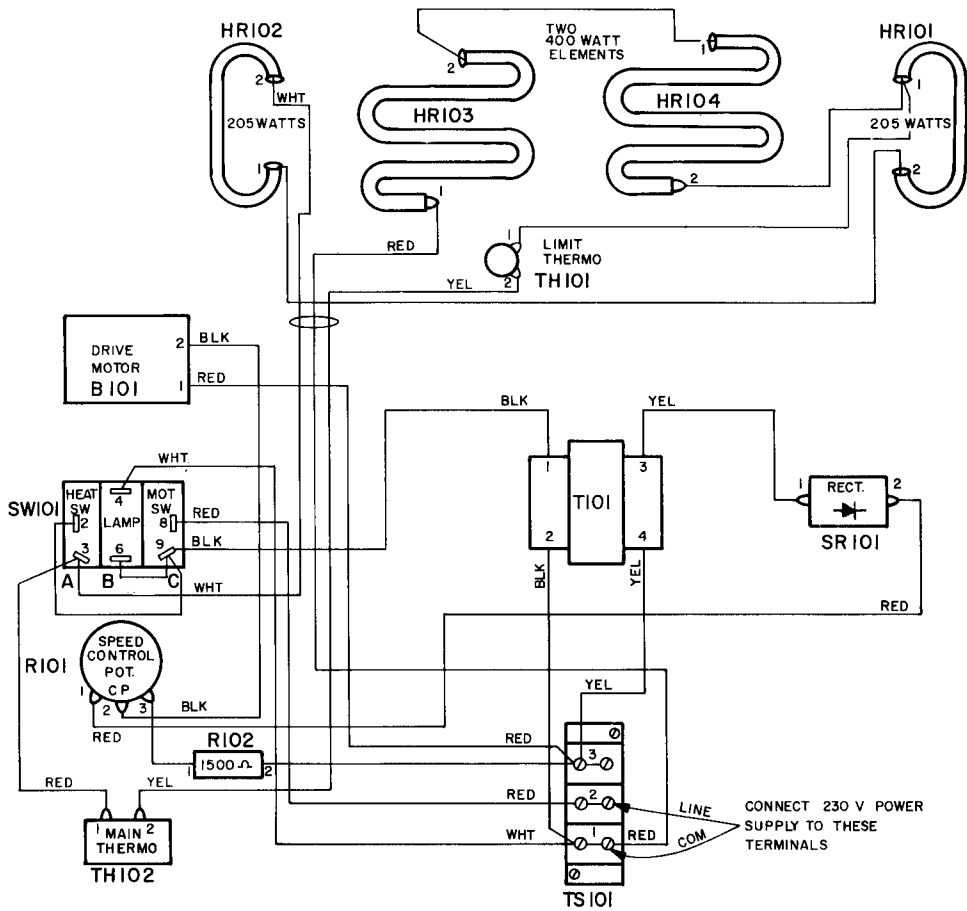 HR102
TWO
400 WATT
ELEMENTS
HR101
2
WHT
2
1
1
205 WATTS
HR103
HR104
205 WATTS
1
1
2
2
RED
1
LIMIT
THERMO
TH101
2
YEL
DRIVE
MOTOR
B101
2
BLK
1
RED
BLK
YEL
WHT
SW101
HEAT
SW
2
3
4
LAMP
6
MOT
SW
8
9
RED
BLK
A
B
C
WHT
1
2
T101
3
4
BLK
YEL
1
RECT.
2
SR101
RED
SPEED
CONTROL
POT.
CP
R101
1
2
3
RED
BLK
YEL
R102
1
1500 Ω
2
RED
3
RED
YEL
RED
2
LINE
CONNECT 230 V POWER
SUPPLY TO THESE
TERMINALS
WHT
1
RED
COM
1
2
MAIN
THERMO
TH102
TS101